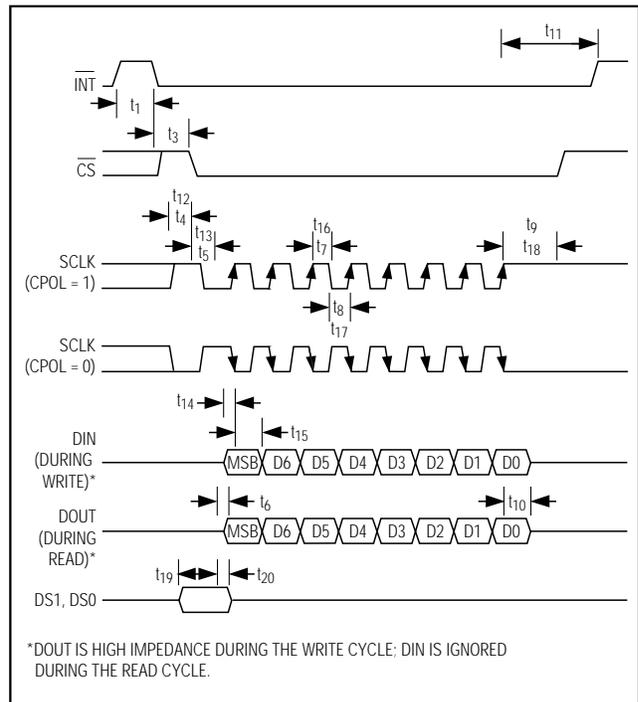 t11
INT
t1
t3
CS
t12
t4
t13
t5
t16
t7
t9
t18
SCLK
(CPOL = 1)
t8
t17
SCLK
(CPOL = 0)
t14
t15
DIN
(DURING
WRITE)*
MSB D6 D5 D4 D3 D2 D1 D0
t6
t10
DOUT
(DURING
READ)*
MSB D6 D5 D4 D3 D2 D1 D0
t19
t20
DS1, DS0
*DOUT IS HIGH IMPEDANCE DURING THE WRITE CYCLE; DIN IS IGNORED
DURING THE READ CYCLE.